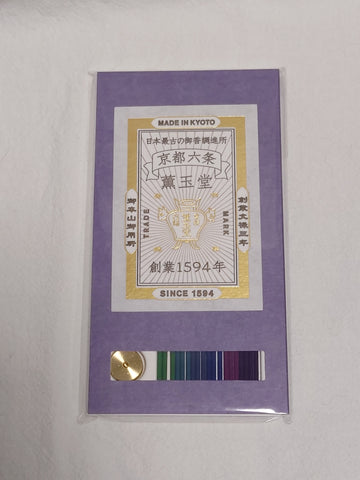 MADE IN KYOTO
日本最古の御香調進所
京都六条
薫玉堂
御本山御用所
創業文禄三年
TRADE
MARK
創業1594年
SINCE 1594